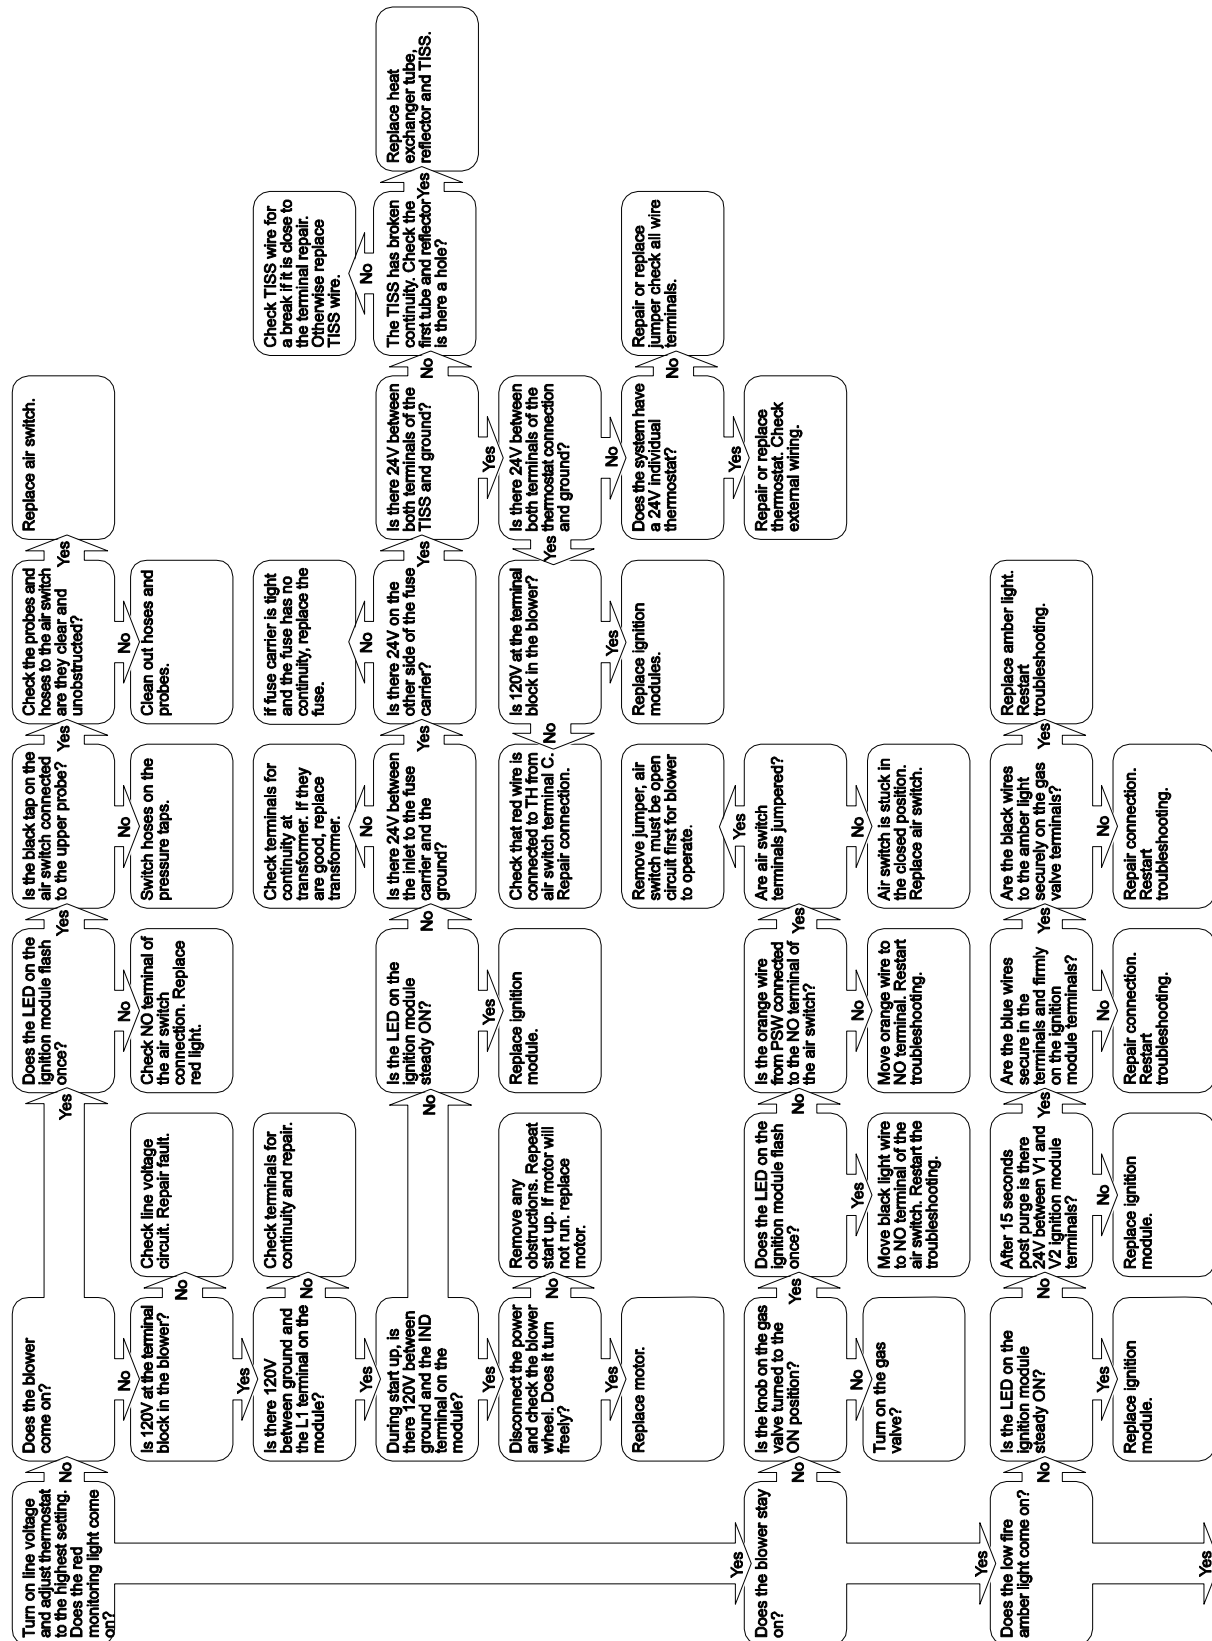 Turn on line voltage
and adjust thermostat
to the highest setting.
Does the red
monitoring light come
on?
No
Does the blower
come on?
Yes
Does the LED on the
ignition module flash
once?
Yes
Is the black tap on the
air switch connected
to the upper probe?
Yes
Check the probes and
hoses to the air switch
are they clear and
unobstructed?
Yes
Replace air switch.
No
No
No
No
Is 120V at the terminal
block in the blower?
No
Check line voltage
circuit. Repair fault.
Check NO terminal of
the air switch
connection. Replace
red light.
Switch hoses on the
pressure taps.
Clean out hoses and
probes.
Yes
Is there 120V
between ground and
the L1 terminal on the
module?
No
Check terminals for
continuity and repair.
Check terminals for
continuity at
transformer. If they
are good, replace
transformer.
if fuse carrier is tight
and the fuse has no
continuity, replace the
fuse.
Check TISS wire for
a break if it is close to
the terminal repair.
Otherwise replace
TISS wire.
Yes
No
No
No
During start up, is
there 120V between
ground and the IND
terminal on the
module?
No
Is the LED on the
ignition module
steady ON?
No
Is there 24V between
the inlet to the fuse
carrier and the
ground?
Yes
Is there 24V on the
other side of the fuse
carrier?
Yes
Is there 24V between
both terminals of the
TISS and ground?
No
The TISS has broken
continuity. Check the
first tube and reflector
is there a hole?
Yes
Replace heat
exchanger tube,
reflector and TISS.
Yes
Yes
Yes
Disconnect the power
and check the blower
wheel. Does it turn
freely?
No
Remove any
obstructions. Repeat
start up. If motor will
not run. replace
motor.
Replace ignition
module.
Check that red wire is
connected to TH from
air switch terminal C.
Repair connection.
No
Is 120V at the terminal
block in the blower?
Yes
Is there 24V between
both terminals of the
thermostat connection
and ground?
Yes
Yes
No
Replace motor.
Remove jumper, air
switch must be open
circuit first for blower
to operate.
Replace ignition
modules.
Does the system have
a 24V individual
thermostat?
No
Repair or replace
jumper check all wire
terminals.
Yes
Yes
Yes
Does the blower stay
on?
No
Is the knob on the gas
valve turned to the
ON position?
Yes
Does the LED on the
ignition module flash
once?
No
Is the orange wire
from PSW connected
to the NO terminal of
the air switch?
Yes
Are air switch
terminals jumpered?
Repair or replace
thermostat. Check
external wiring.
No
Yes
No
No
Turn on the gas
valve?
Move black light wire
to NO terminal of the
air switch. Restart the
troubleshooting.
Move orange wire to
NO terminal. Restart
troubleshooting.
Air switch is stuck in
the closed position.
Replace air switch.
Yes
Does the low fire
amber light come on?
No
Is the LED on the
ignition module
steady ON?
No
After 15 seconds
post purge is there
24V between V1 and
V2 ignition module
terminals?
Yes
Are the blue wires
secure in the
terminals and firmly
on the ignition
module terminals?
Yes
Are the black wires
to the amber light
securely on the gas
valve terminals?
Yes
Replace amber light.
Restart
troubleshooting.
Yes
No
No
No
Replace ignition
module.
Replace ignition
module.
Repair connection.
Restart
troubleshooting.
Repair connection.
Restart
troubleshooting.
Yes